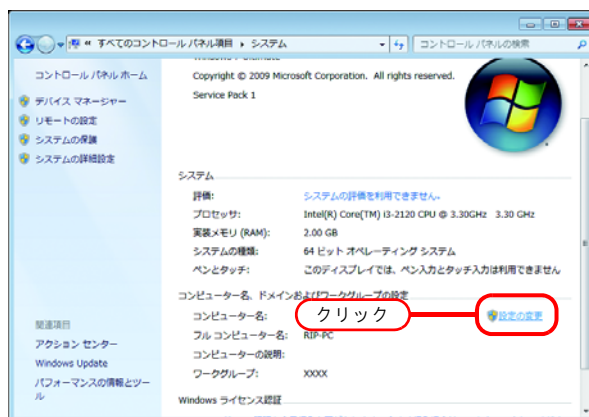 « すべてのコントロール パネル項目 ▸ システム
コントロール パネルの検索
コントロール パネル ホーム
デバイス マネージャー
リモートの設定
システムの保護
システムの詳細設定
Copyright © 2009 Microsoft Corporation. All rights reserved.
Service Pack 1
システム
評価: システムの評価を利用できません。
プロセッサ: Intel(R) Core(TM) i3-2120 CPU @ 3.30GHz 3.30 GHz
実装メモリ (RAM): 2.00 GB
システムの種類: 64 ビット オペレーティング システム
ペンとタッチ: このディスプレイでは、ペン入力とタッチ入力は利用できません
コンピューター名、ドメインおよびワークグループの設定
コンピューター名: クリック 設定の変更
フル コンピューター名: RIP-PC
コンピューターの説明:
ワークグループ: XXXX
Windows ライセンス認証
関連項目
アクション センター
Windows Update
パフォーマンスの情報とツー
ル